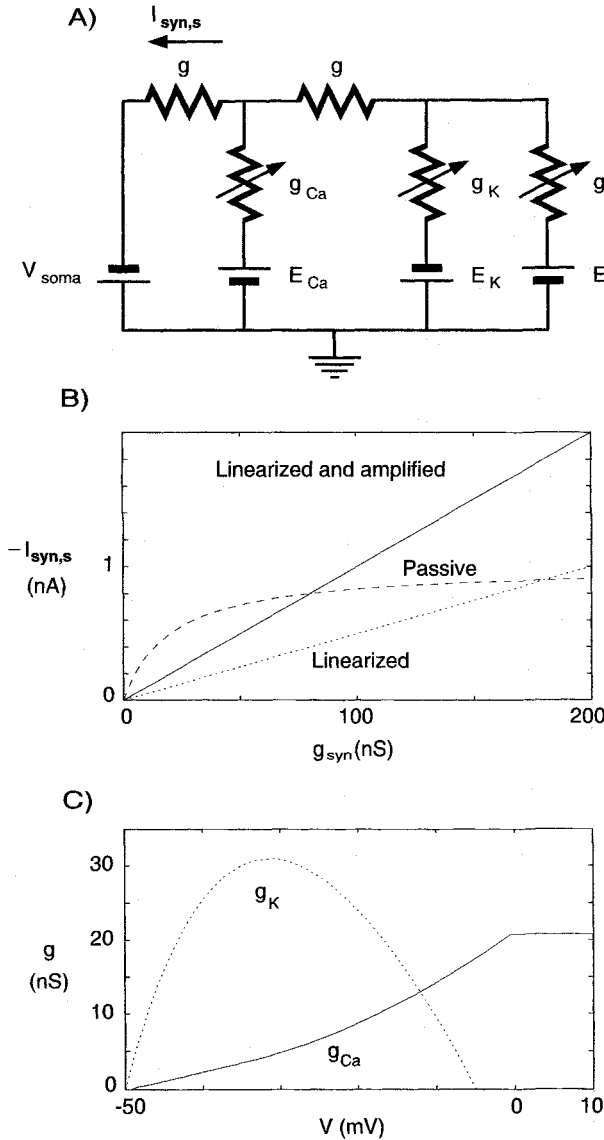 A)
I syn,s
g
g
g Ca
g K
g
V soma
E Ca
E K
E
B)
Linearized and amplified
Passive
Linearized
−I syn,s
(nA)
1
0
0
100
200
g syn (nS)
C)
30
20
10
0
g
(nS)
g K
g Ca
-50
0
10
V (mV)